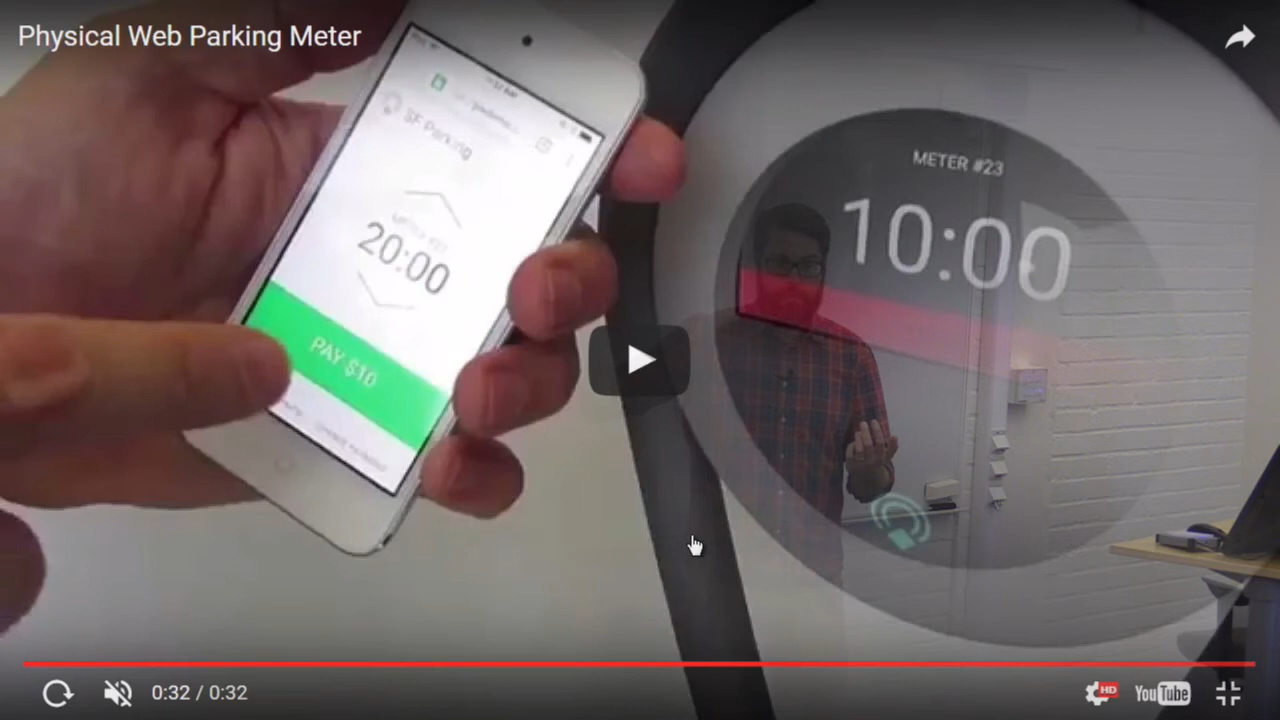 Physical Web Parking Meter
SF Parking
20:00
PAY $10
METER #23
10:00
0:32 / 0:32
HD
YouTube